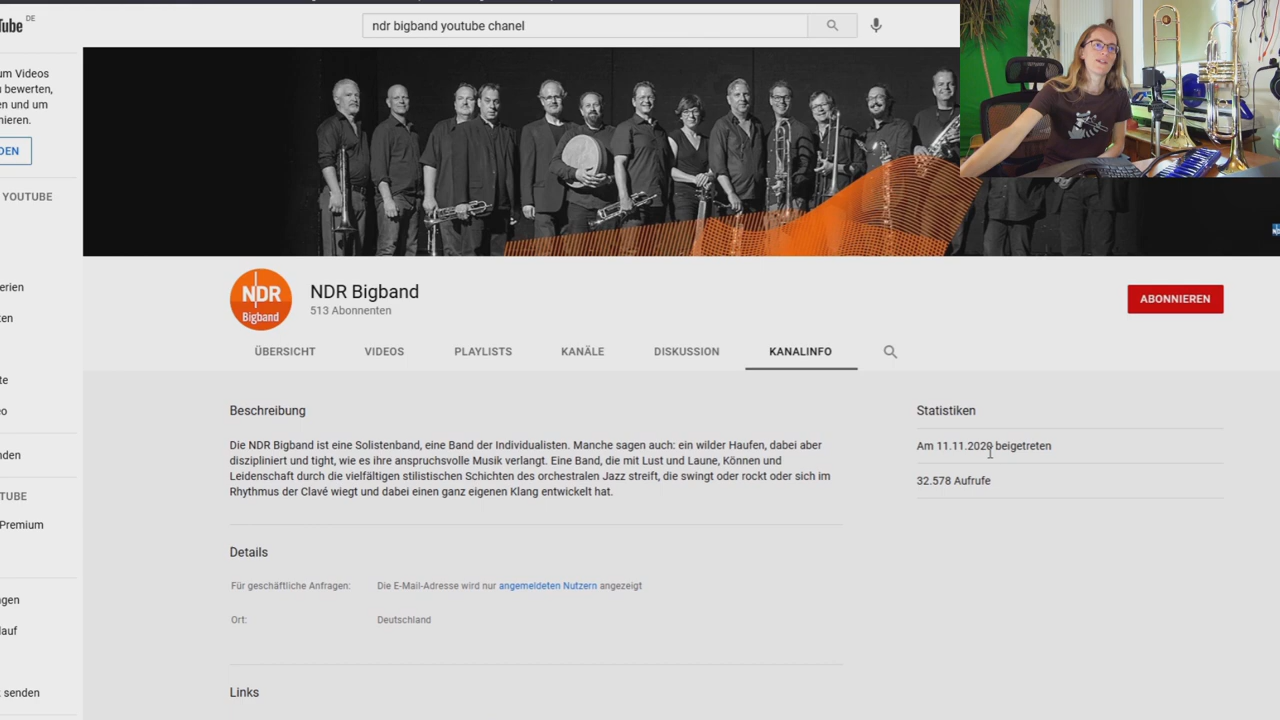 Tube DE
ndr bigband youtube chanel
um Videos
bewerten,
en und um
nieren.
DEN
YOUTUBE
erien
ten
te
eo
nden
TUBE
Premium
ngen
lauf
senden
NDR
Bigband
NDR Bigband
513 Abonnenten
ABONNIEREN
ÜBERSICHT VIDEOS PLAYLISTS KANÄLE DISKUSSION KANALINFO
Beschreibung
Die NDR Bigband ist eine Solistenband, eine Band der Individualisten. Manche sagen auch: ein wilder Haufen, dabei aber
diszipliniert und tight, wie es ihre anspruchsvolle Musik verlangt. Eine Band, die mit Lust und Laune, Können und
Leidenschaft durch die vielfältigen stilistischen Schichten des orchestralen Jazz streift, die swingt oder rockt oder sich im
Rhythmus der Clavé wiegt und dabei einen ganz eigenen Klang entwickelt hat.
Details
Für geschäftliche Anfragen: Die E-Mail-Adresse wird nur angemeldeten Nutzern angezeigt
Ort: Deutschland
Links
Statistiken
Am 11.11.2020 beigetreten
32.578 Aufrufe